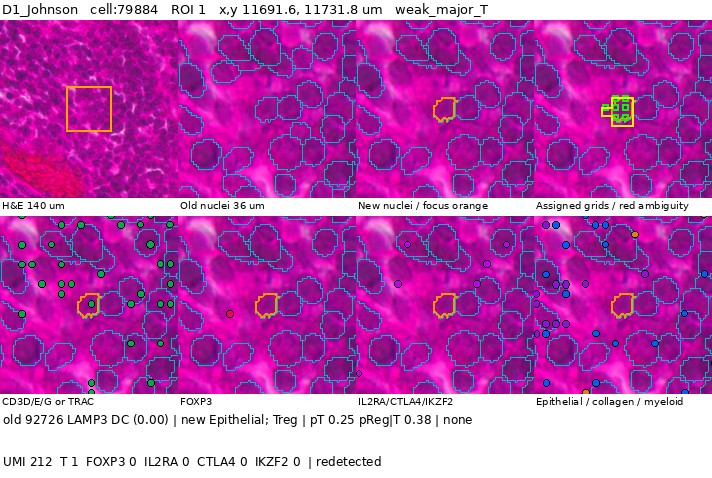 D1_Johnson cell:79884 ROI 1 x,y 11691.6, 11731.8 um weak_major_T
H&E 140 um
Old nuclei 36 um
New nuclei / focus orange
Assigned grids / red ambiguity
CD3D/E/G or TRAC
FOXP3
IL2RA/CTLA4/IKZF2
Epithelial / collagen / myeloid
old 92726 LAMP3 DC (0.00) | new Epithelial; Treg | pT 0.25 pReg|T 0.38 | none
UMI 212 T 1 FOXP3 0 IL2RA 0 CTLA4 0 IKZF2 0 | redetected